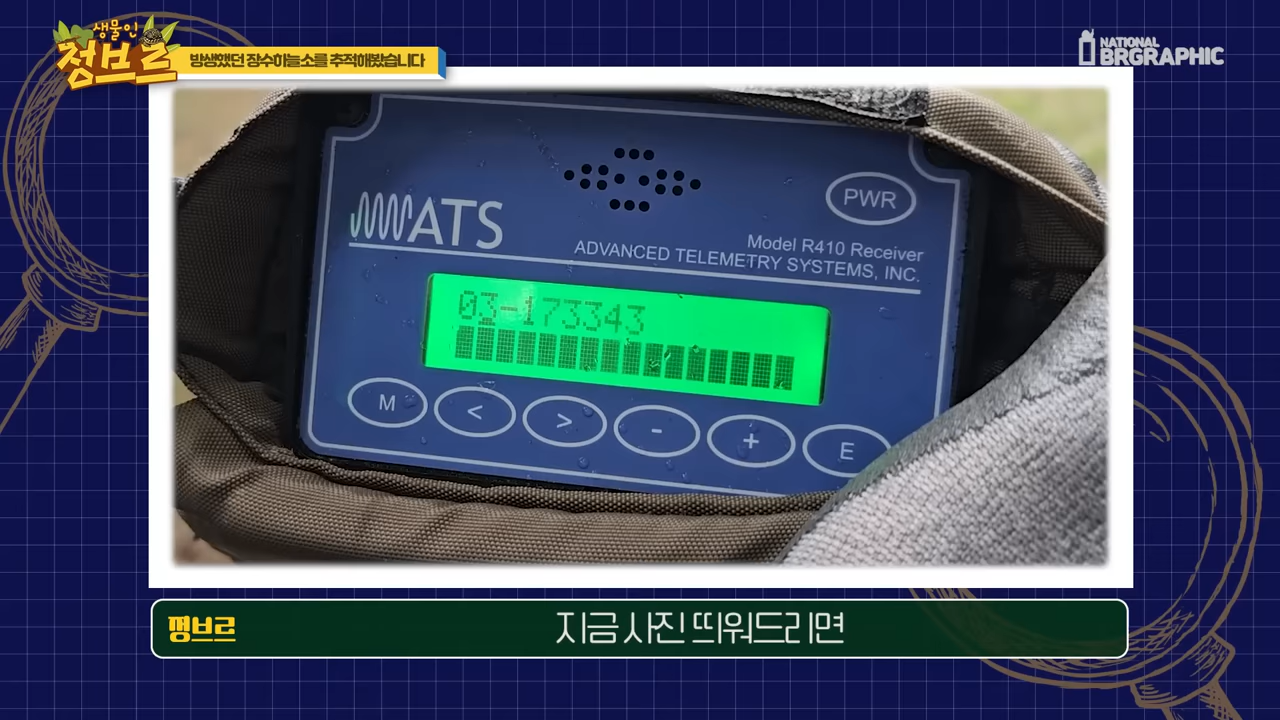 생물인
정브르
방생했던 장수하늘소를 추적해봤습니다
NATIONAL
BRGRAPHIC
PWR
ATS
Model R410 Receiver
ADVANCED TELEMETRY SYSTEMS, INC.
03-173343
M < > - + E
쩡브르
지금 사진 띄워드리면